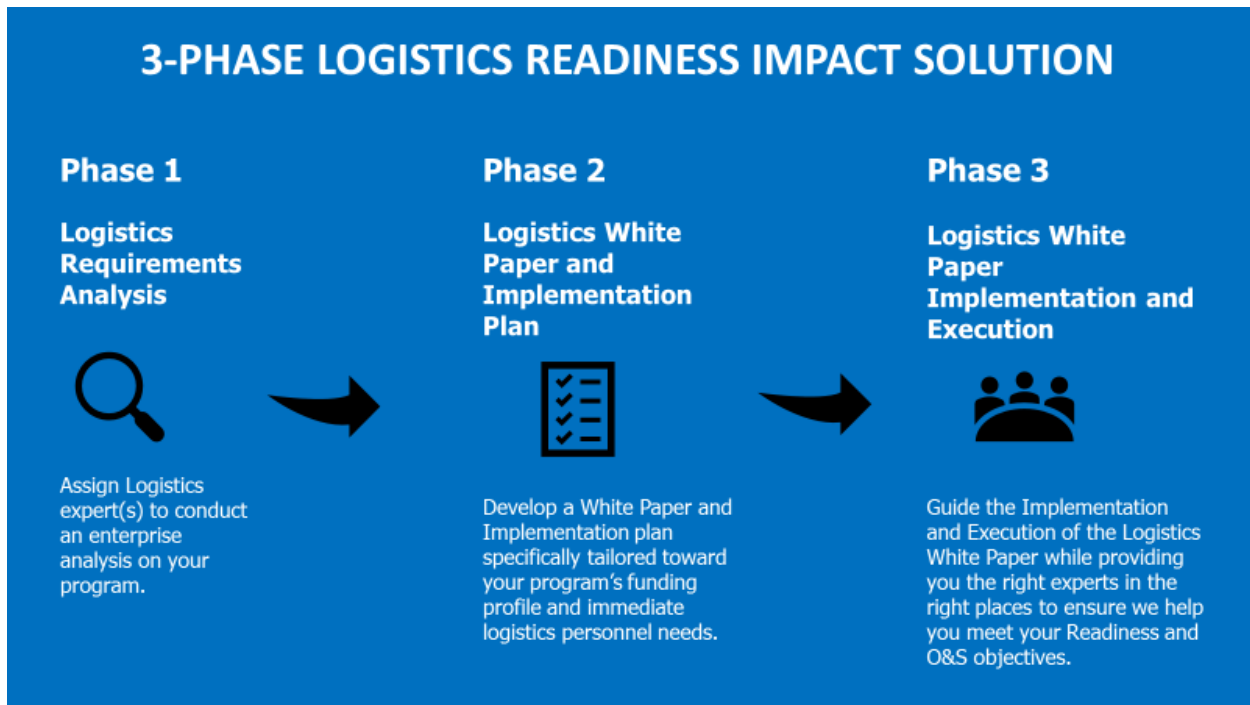 3-PHASE LOGISTICS READINESS IMPACT SOLUTION
Phase 1
Logistics
Requirements
Analysis
Assign Logistics
expert(s) to conduct
an enterprise
analysis on your
program.
Phase 2
Logistics White
Paper and
Implementation
Plan
Develop a White Paper and
Implementation plan
specifically tailored toward
your program’s funding
profile and immediate
logistics personnel needs.
Phase 3
Logistics White
Paper
Implementation and
Execution
Guide the Implementation
and Execution of the Logistics
White Paper while providing
you the right experts in the
right places to ensure we help
you meet your Readiness and
O&S objectives.